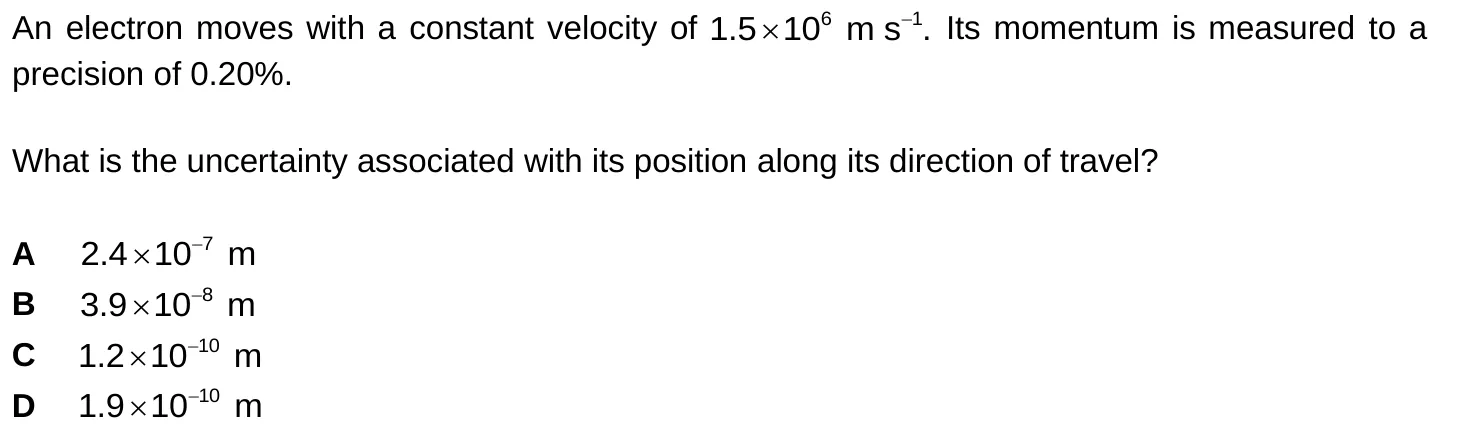 An electron moves with a constant velocity of 1.5×10⁶ m s⁻¹. Its momentum is measured to a
precision of 0.20%.
What is the uncertainty associated with its position along its direction of travel?
A 2.4×10⁻⁷ m
B 3.9×10⁻⁸ m
C 1.2×10⁻¹⁰ m
D 1.9×10⁻¹⁰ m